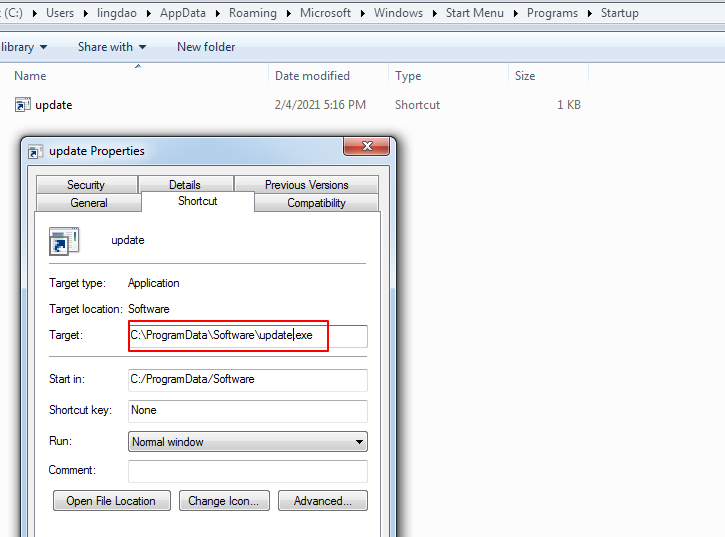 (C:) Users lingdao AppData Roaming Microsoft Windows Start Menu Programs Startup
library Share with New folder
Name Date modified Type Size
update 2/4/2021 5:16 PM Shortcut 1 KB
update Properties
Security Details Previous Versions
General Shortcut Compatibility
update
Target type: Application
Target location: Software
Target: C:\ProgramData\Software\update.exe
Start in: C:/ProgramData/Software
Shortcut key: None
Run: Normal window
Comment:
Open File Location Change Icon... Advanced...